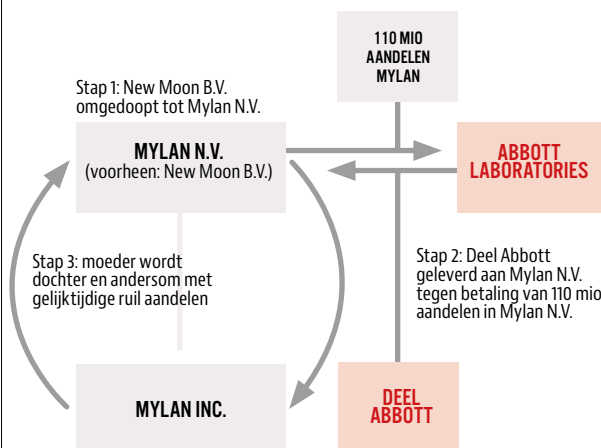 110 MIO
AANDELEN
MYLAN
Stap 1: New Moon B.V.
omgedoopt tot Mylan N.V.
MYLAN N.V.
(voorheen: New Moon B.V.)
ABBOTT
LABORATORIES
Stap 3: moeder wordt
dochter en andersom met
gelijktijdige ruil aandelen
Stap 2: Deel Abbott
geleverd aan Mylan N.V.
tegen betaling van 110 mio
aandelen in Mylan N.V.
MYLAN INC.
DEEL
ABBOTT